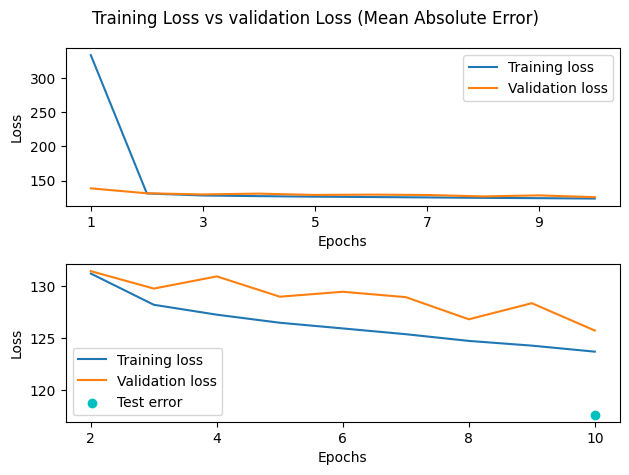 Training Loss vs validation Loss (Mean Absolute Error)
300
250
200
150
Loss
Training loss
Validation loss
1 3 5 7 9
Epochs
130
125
120
Loss
Training loss
Validation loss
Test error
2 4 6 8 10
Epochs